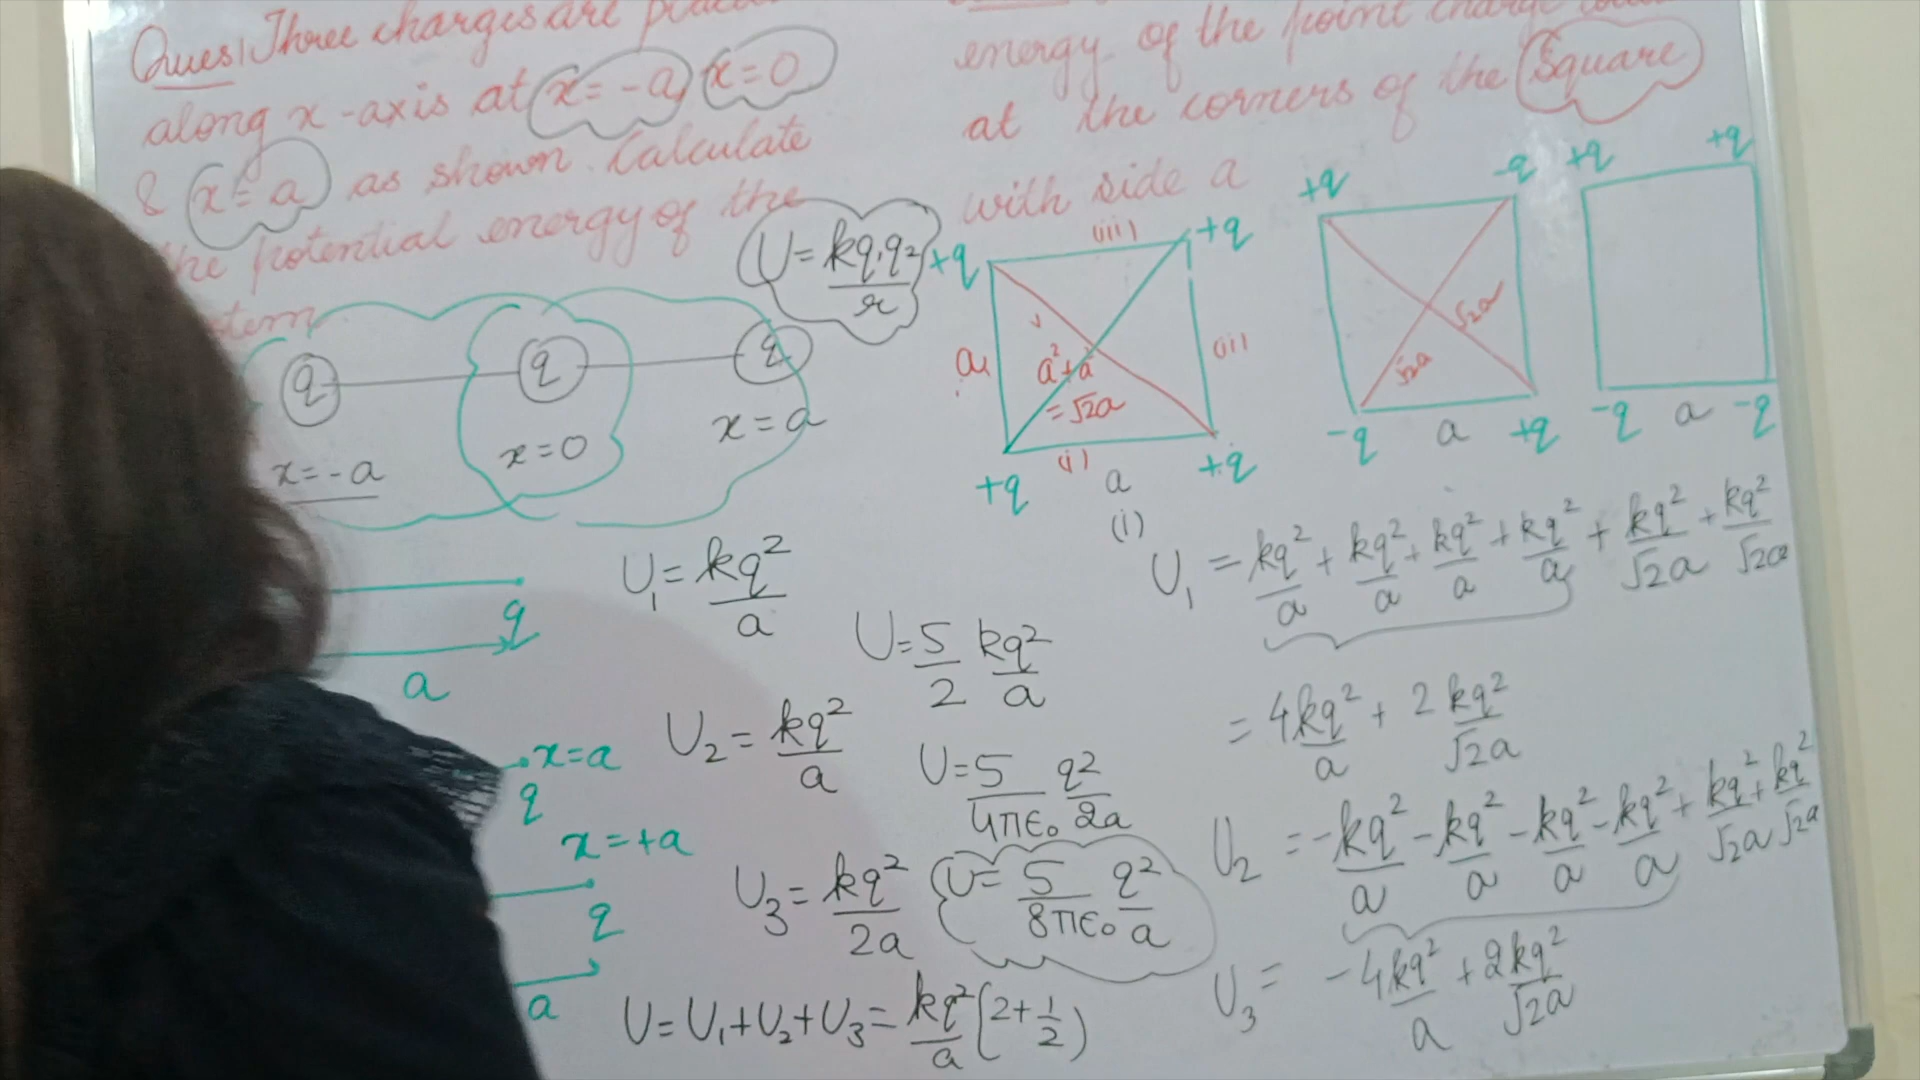 Ques1 Three charges are
along x-axis at x=-a, x=0
& x=a as shown. Calculate
the potential energy of the
U=kq₁q₂/r
q q q
x=-a x=0 x=a
q
a
x=a
q
x=+a
q
a
U₁=kq²/a
U₂=kq²/a
U₃=kq²/2a
U=U₁+U₂+U₃=kq²/a(2+1/2)
U=5/2 kq²/a
U=5/4πε₀ q²/2a
U=5/8πε₀ q²/a
energy of the point charge
at the corners of the Square
with side a
+q (iii) +q
a a²+a² (ii)
=√2a
+q (i) +q
a
(i)
+q -q
√2a √2a
-q a +q
+q +q
-q a -q
U₁=kq²/a+kq²/a+kq²/a+kq²/a+kq²/√2a+kq²/√2a
=4kq²/a+2kq²/√2a
U₂=-kq²/a-kq²/a-kq²/a-kq²/a+kq²/√2a+kq²/√2a
U₃=-4kq²/a+2kq²/√2a